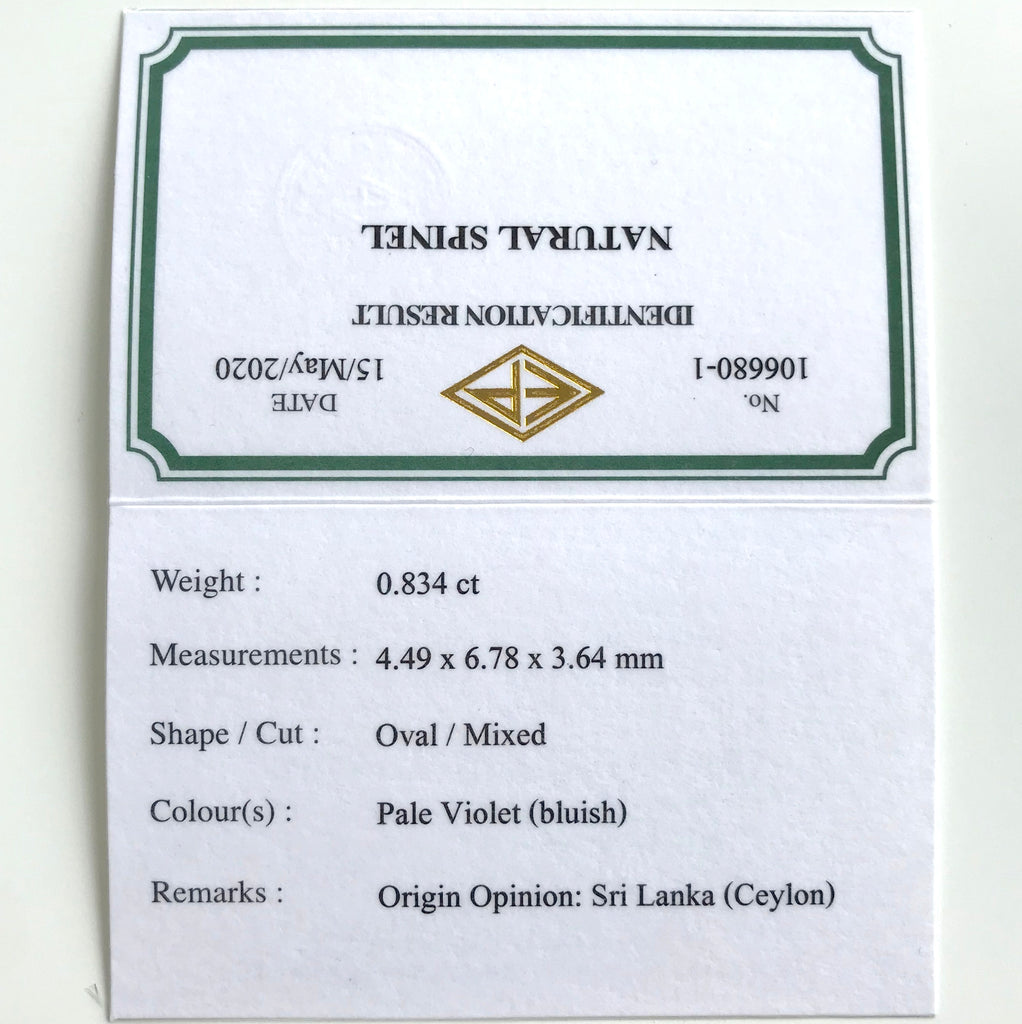 No.
106680-1
DATE
15/May/2020
IDENTIFICATION RESULT
NATURAL SPINEL
Weight : 0.834 ct
Measurements : 4.49 x 6.78 x 3.64 mm
Shape / Cut : Oval / Mixed
Colour(s) : Pale Violet (bluish)
Remarks : Origin Opinion: Sri Lanka (Ceylon)